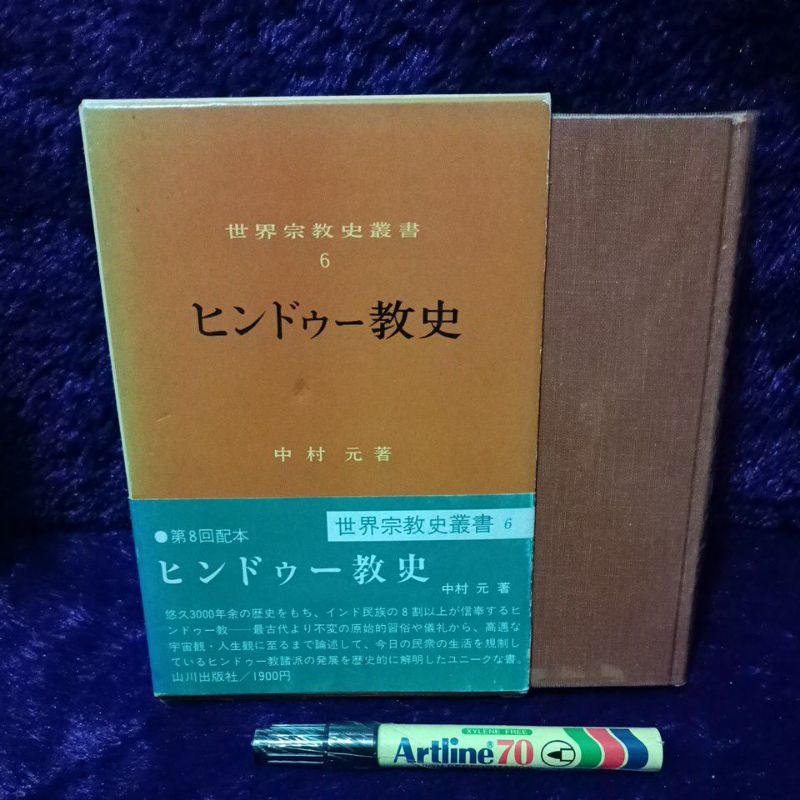 世界宗教史叢書
6
ヒンドゥー教史
中村 元著
●第8回配本
世界宗教史叢書 6
ヒンドゥー教史
中村 元 著
悠久3000年余の歴史をもち、インド民族の8割以上が信奉するヒ
ンドゥー教──最古代より不変の原始的習俗や儀礼から、高邁な
宇宙観・人生観に至るまで論述して、今日の民衆の生活を規制し
ているヒンドゥー教諸派の発展を歴史的に解明したユニークな書。
山川出版社／1900円
XYLENE FREE
Artline 70